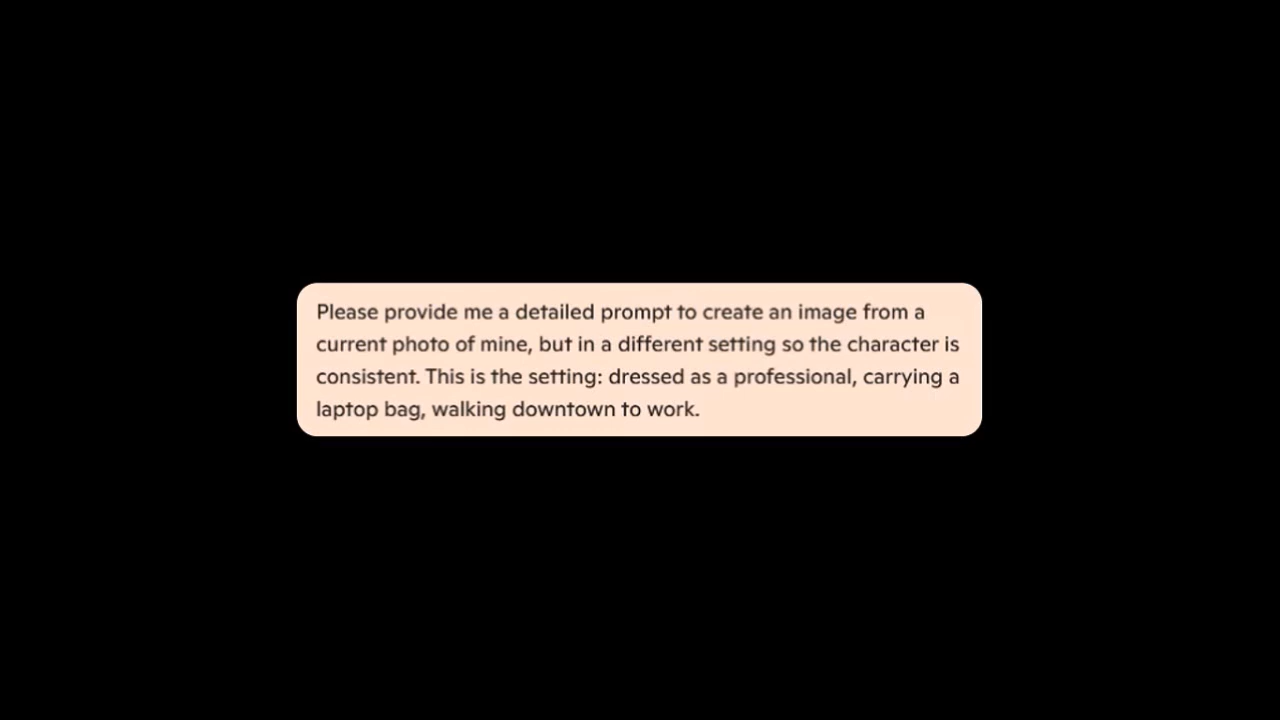 Please provide me a detailed prompt to create an image from a
current photo of mine, but in a different setting so the character is
consistent. This is the setting: dressed as a professional, carrying a
laptop bag, walking downtown to work.